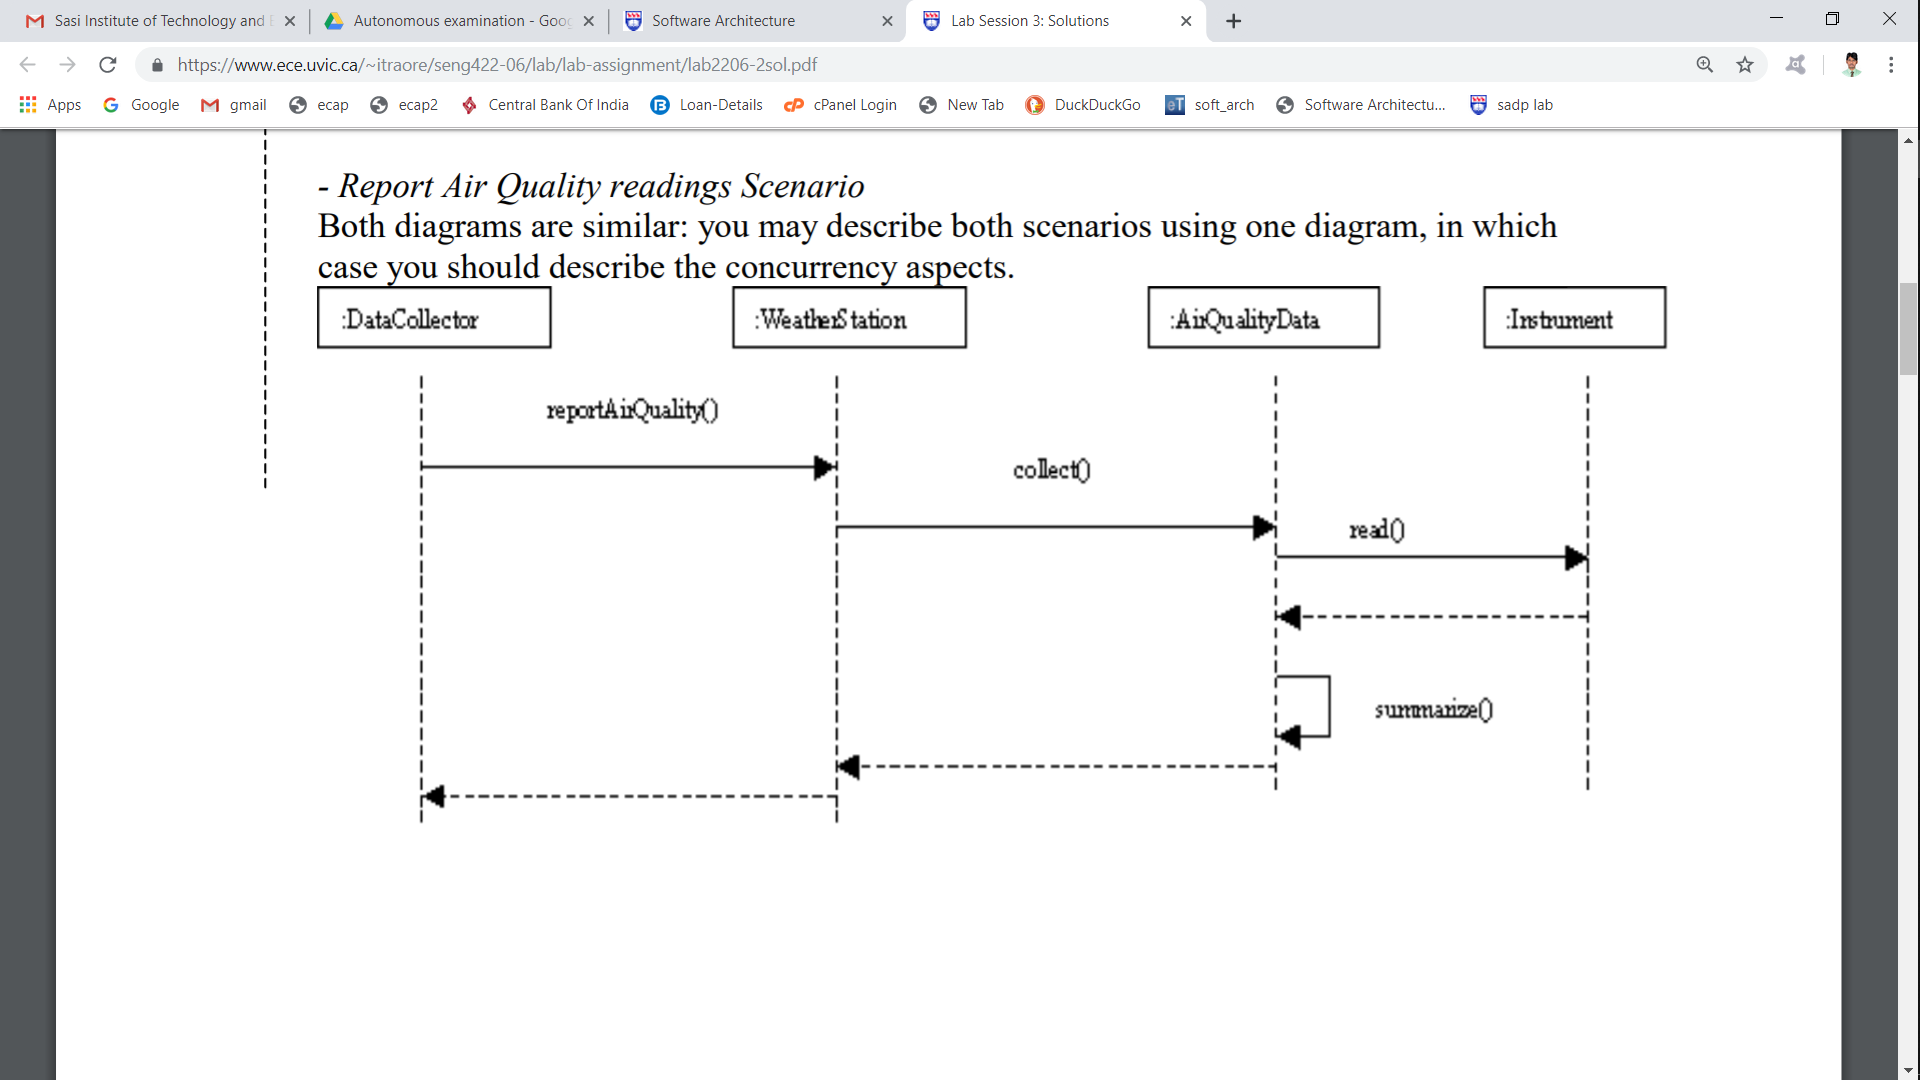 Sasi Institute of Technology and
Autonomous examination - Goo
Software Architecture
Lab Session 3: Solutions
https://www.ece.uvic.ca/~itraore/seng422-06/lab/lab-assignment/lab2206-2sol.pdf
Apps
Google
gmail
ecap
ecap2
Central Bank Of India
Loan-Details
cPanel Login
New Tab
DuckDuckGo
soft_arch
Software Architectu...
sadp lab
- Report Air Quality readings Scenario
Both diagrams are similar: you may describe both scenarios using one diagram, in which
case you should describe the concurrency aspects.
:DataCollector
:WeatherStation
:AirQualityData
:Instrument
reportAirQuality()
collect()
read()
summarize()